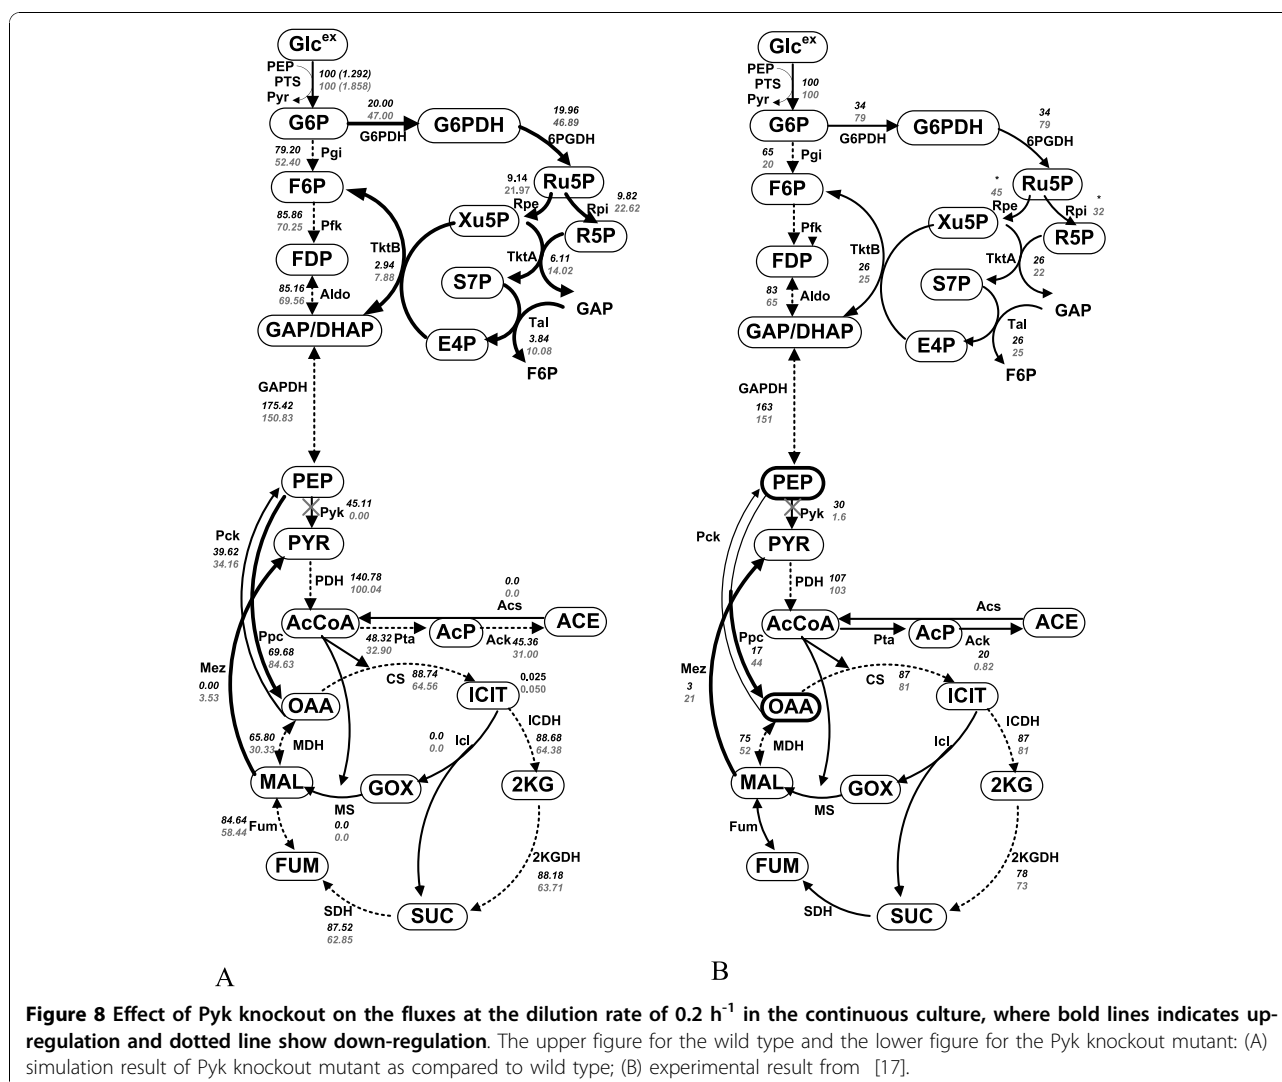 Glc^ex
PEP
PTS
Pyr
100 (1.292)
100 (1.858)
G6P
20.00
47.00
G6PDH
G6PDH
19.96
46.89
6PGDH
79.20
52.40
Pgi
F6P
9.14
21.97
Ru5P
Rpe
Rpi
9.82
22.62
85.86
70.25
Pfk
Xu5P
R5P
FDP
TktB
2.94
7.88
TktA
6.11
14.02
S7P
85.16
69.56
Aldo
GAP
GAP/DHAP
E4P
Tal
3.84
10.08
F6P
GAPDH
175.42
150.83
PEP
45.11
0.00
Pyk
Pck
39.62
34.16
PYR
PDH
140.78
100.04
0.0
0.0
Acs
AcCoA
AcP
ACE
48.32
32.90
Pta
Ack
45.36
31.00
Ppc
69.68
84.63
Mez
0.00
3.53
CS
88.74
64.56
ICIT
0.025
0.050
OAA
65.80
30.33
MDH
0.0
0.0
Icl
ICDH
88.68
64.38
MAL
GOX
2KG
MS
0.0
0.0
84.64
58.44
Fum
FUM
2KGDH
88.18
63.71
SDH
87.52
62.85
SUC
A
Glc^ex
PEP
PTS
Pyr
100
100
G6P
34
79
G6PDH
G6PDH
34
79
6PGDH
65
20
Pgi
F6P
*
45
Ru5P
Rpe
Rpi
*
32
Pfk
Xu5P
R5P
FDP
TktB
26
25
TktA
26
22
S7P
83
65
Aldo
GAP
GAP/DHAP
E4P
Tal
26
25
F6P
GAPDH
163
151
PEP
30
1.6
Pyk
Pck
PYR
PDH
107
103
Acs
AcCoA
AcP
ACE
Pta
Ack
20
0.82
Ppc
17
44
Mez
3
21
CS
87
81
ICIT
OAA
75
52
MDH
Icl
ICDH
87
81
MAL
GOX
2KG
MS
Fum
FUM
2KGDH
78
73
SDH
SUC
B
Figure 8 Effect of Pyk knockout on the fluxes at the dilution rate of 0.2 h^-1 in the continuous culture, where bold lines indicates up-
regulation and dotted line show down-regulation. The upper figure for the wild type and the lower figure for the Pyk knockout mutant: (A)
simulation result of Pyk knockout mutant as compared to wild type; (B) experimental result from [17].